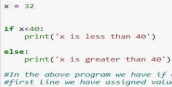 x = 32
if x<40:
print('x is less than 40')
else:
print('x is greater than 40')
#In the above program we have if
#first line we have assigned value